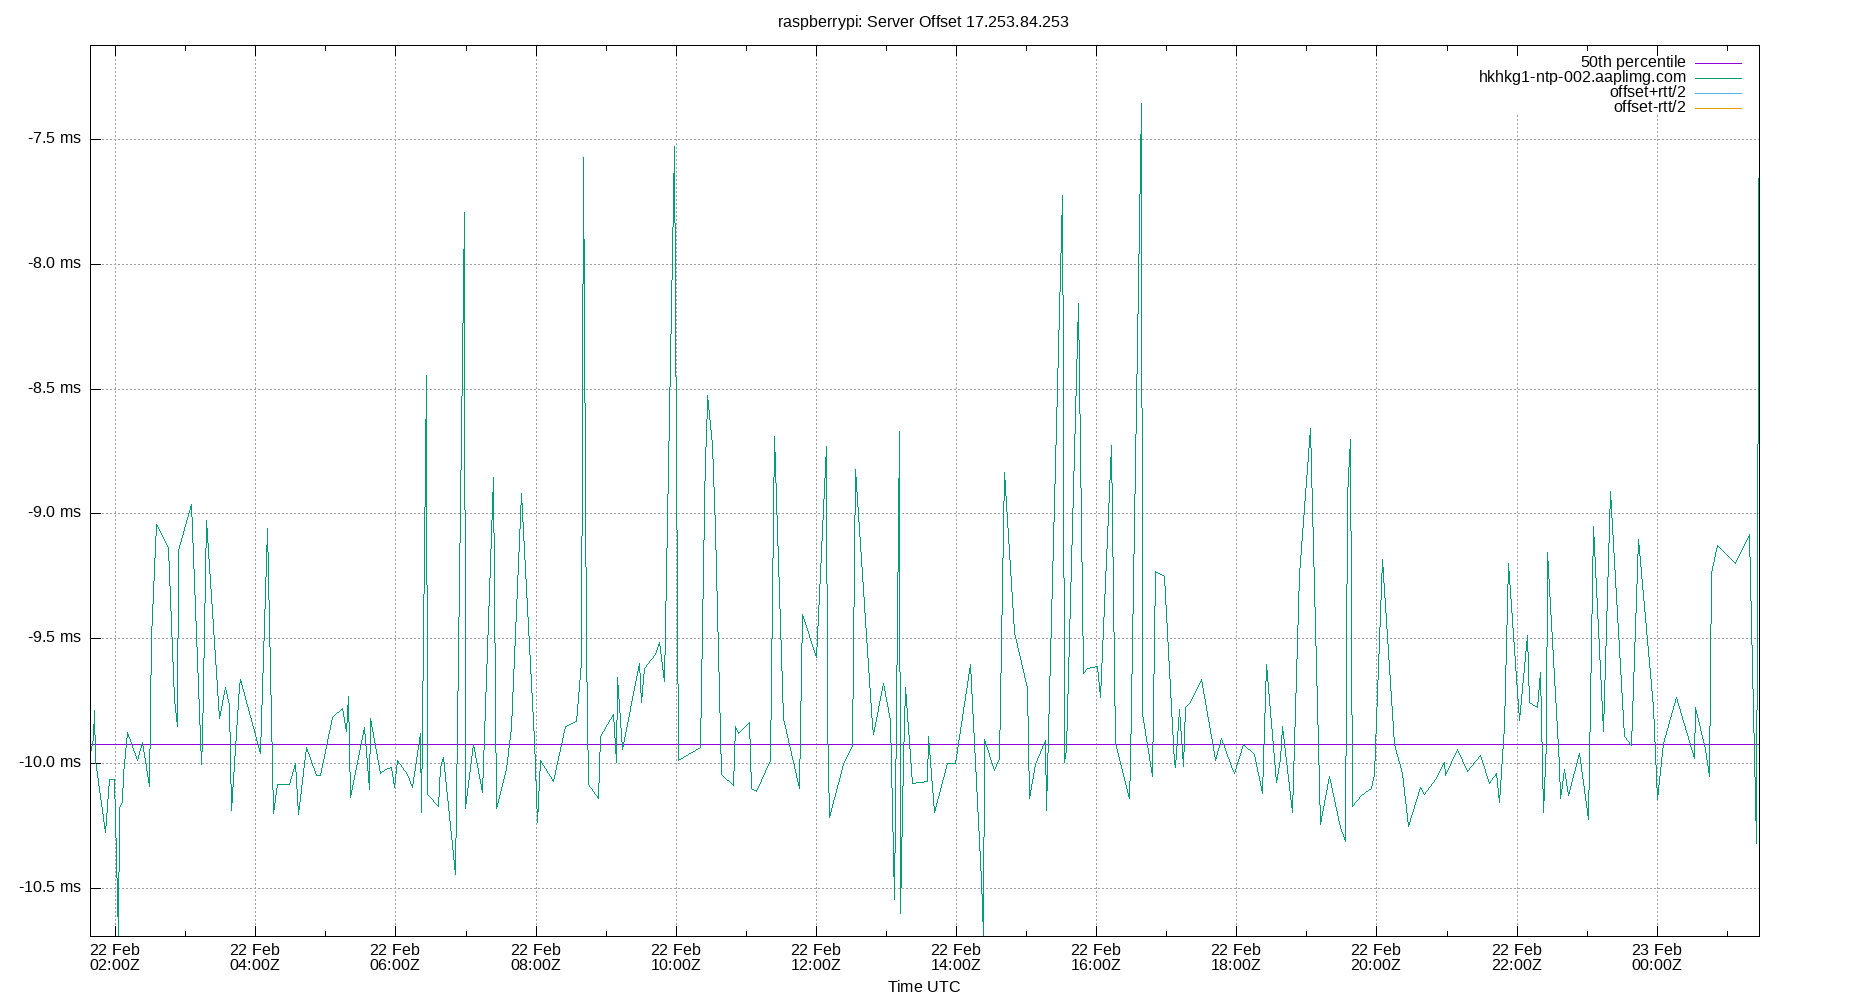 raspberrypi: Server Offset 17.253.84.253
50th percentile
hkhkg1-ntp-002.aaplimg.com
offset+rtt/2
offset-rtt/2
-7.5 ms
-8.0 ms
-8.5 ms
-9.0 ms
-9.5 ms
-10.0 ms
-10.5 ms
22 Feb 22 Feb 22 Feb 22 Feb 22 Feb 22 Feb 22 Feb 22 Feb 22 Feb 22 Feb 22 Feb 23 Feb
02:00Z 04:00Z 06:00Z 08:00Z 10:00Z 12:00Z 14:00Z 16:00Z 18:00Z 20:00Z 22:00Z 00:00Z
Time UTC